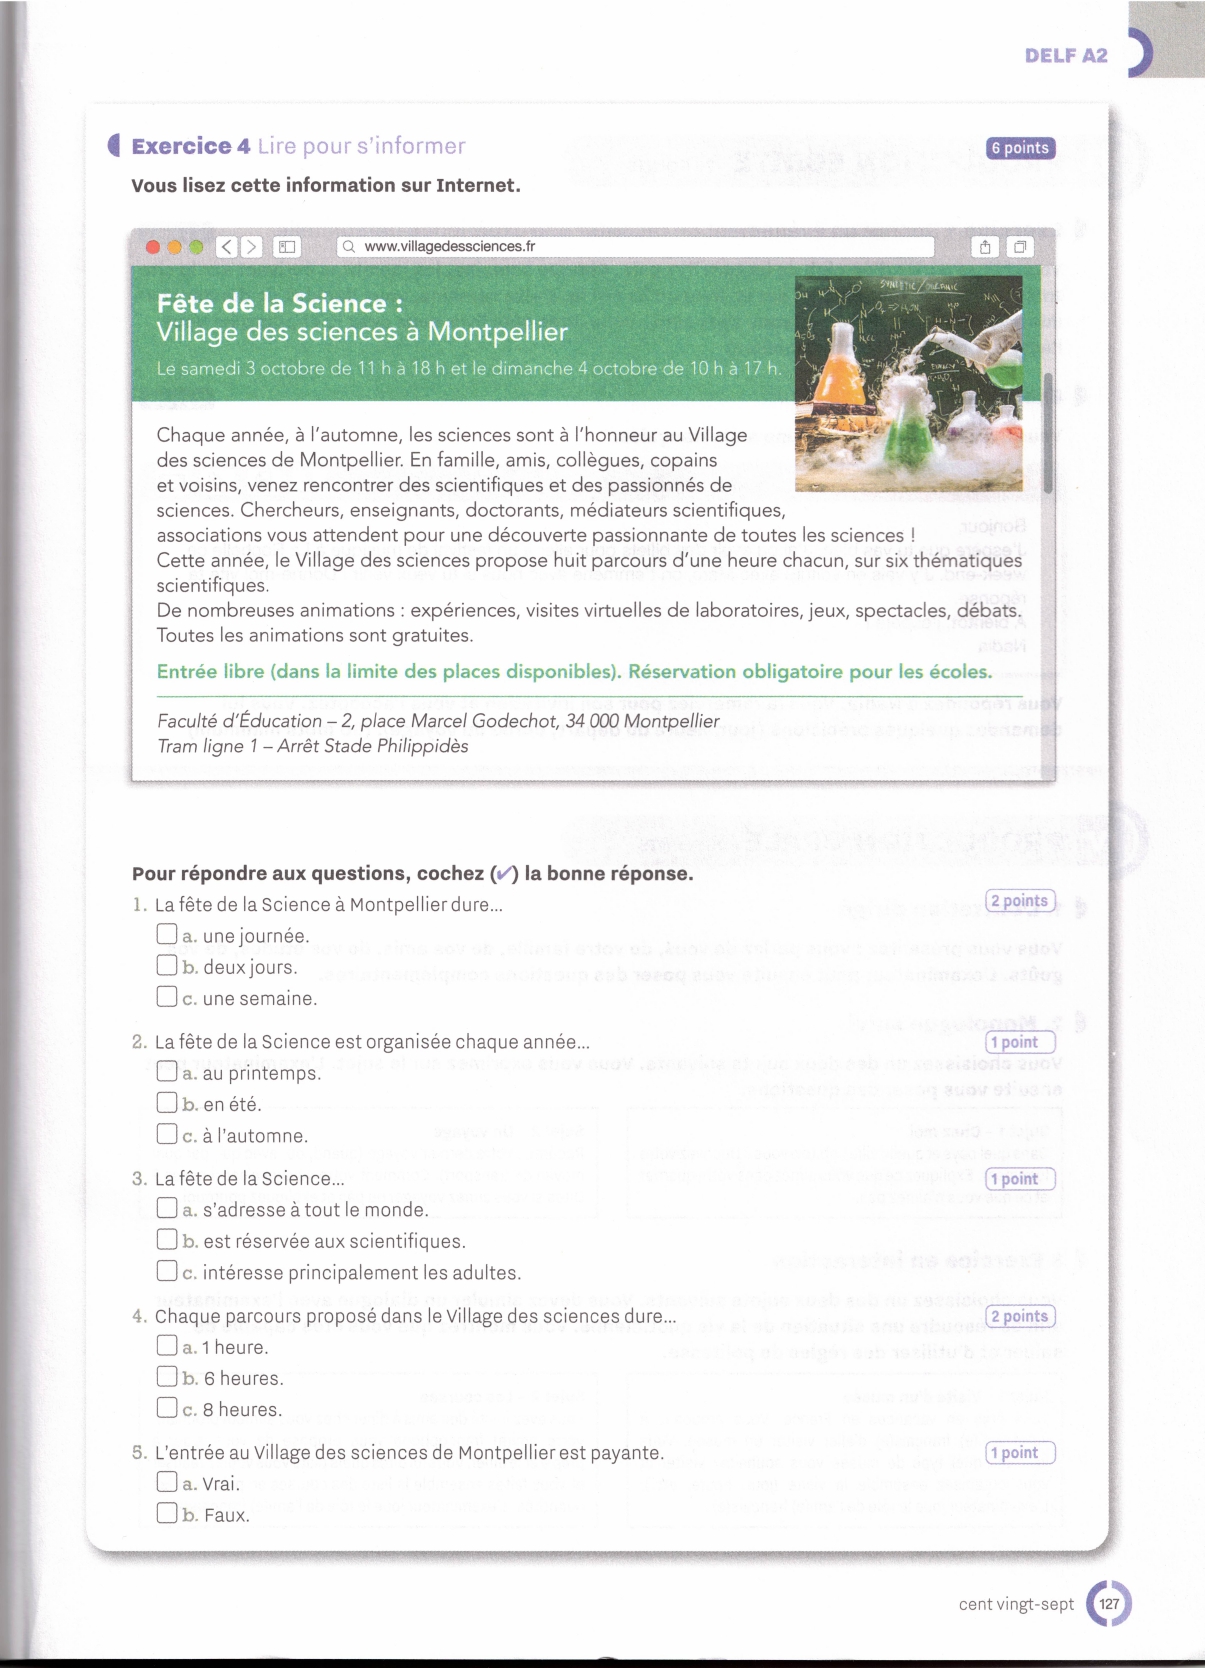 DELF A2
Exercice 4 Lire pour s'informer
6 points
Vous lisez cette information sur Internet.
www.villagedessciences.fr
Fête de la Science :
Village des sciences à Montpellier
Le samedi 3 octobre de 11 h à 18 h et le dimanche 4 octobre de 10 h à 17 h.
Chaque année, à l'automne, les sciences sont à l'honneur au Village
des sciences de Montpellier. En famille, amis, collègues, copains
et voisins, venez rencontrer des scientifiques et des passionnés de
sciences. Chercheurs, enseignants, doctorants, médiateurs scientifiques,
associations vous attendent pour une découverte passionnante de toutes les sciences !
Cette année, le Village des sciences propose huit parcours d'une heure chacun, sur six thématiques
scientifiques.
De nombreuses animations : expériences, visites virtuelles de laboratoires, jeux, spectacles, débats.
Toutes les animations sont gratuites.
Entrée libre (dans la limite des places disponibles). Réservation obligatoire pour les écoles.
Faculté d'Éducation – 2, place Marcel Godechot, 34 000 Montpellier
Tram ligne 1 – Arrêt Stade Philippidès
Pour répondre aux questions, cochez (✔) la bonne réponse.
1. La fête de la Science à Montpellier dure...
2 points
a. une journée.
b. deux jours.
c. une semaine.
2. La fête de la Science est organisée chaque année...
1 point
a. au printemps.
b. en été.
c. à l'automne.
3. La fête de la Science...
1 point
a. s'adresse à tout le monde.
b. est réservée aux scientifiques.
c. intéresse principalement les adultes.
4. Chaque parcours proposé dans le Village des sciences dure...
2 points
a. 1 heure.
b. 6 heures.
c. 8 heures.
5. L'entrée au Village des sciences de Montpellier est payante.
1 point
a. Vrai.
b. Faux.
cent vingt-sept
127